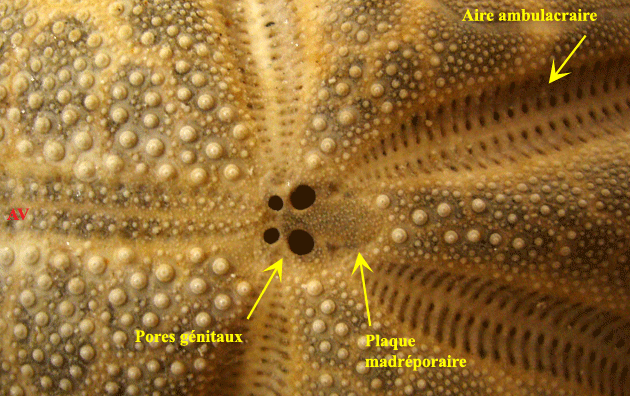 Aire ambulacraire
AV
Pores génitaux
Plaque
madréporaire